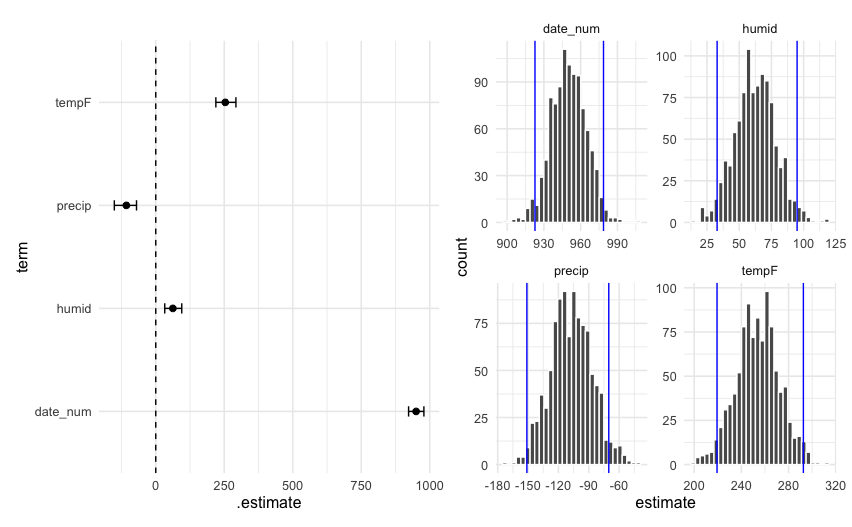 term
tempF
precip
humid
date_num
0 250 500 750 1000
.estimate
count
date_num
90
60
30
0
900 930 960 990
humid
100
75
50
25
0
25 50 75 100 125
precip
75
50
25
0
-180 -150 -120 -90 -60
tempF
100
75
50
25
0
200 240 280 320
estimate